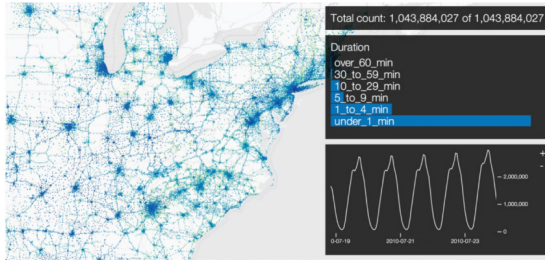 Total count: 1,043,884,027 of 1,043,884,027
Duration
over_60_min
30_to_59_min
10_to_29_min
5_to_9_min
1_to_4_min
under_1_min
+
-
2,000,000
1,000,000
0
0-07-19
2010-07-21
2010-07-23